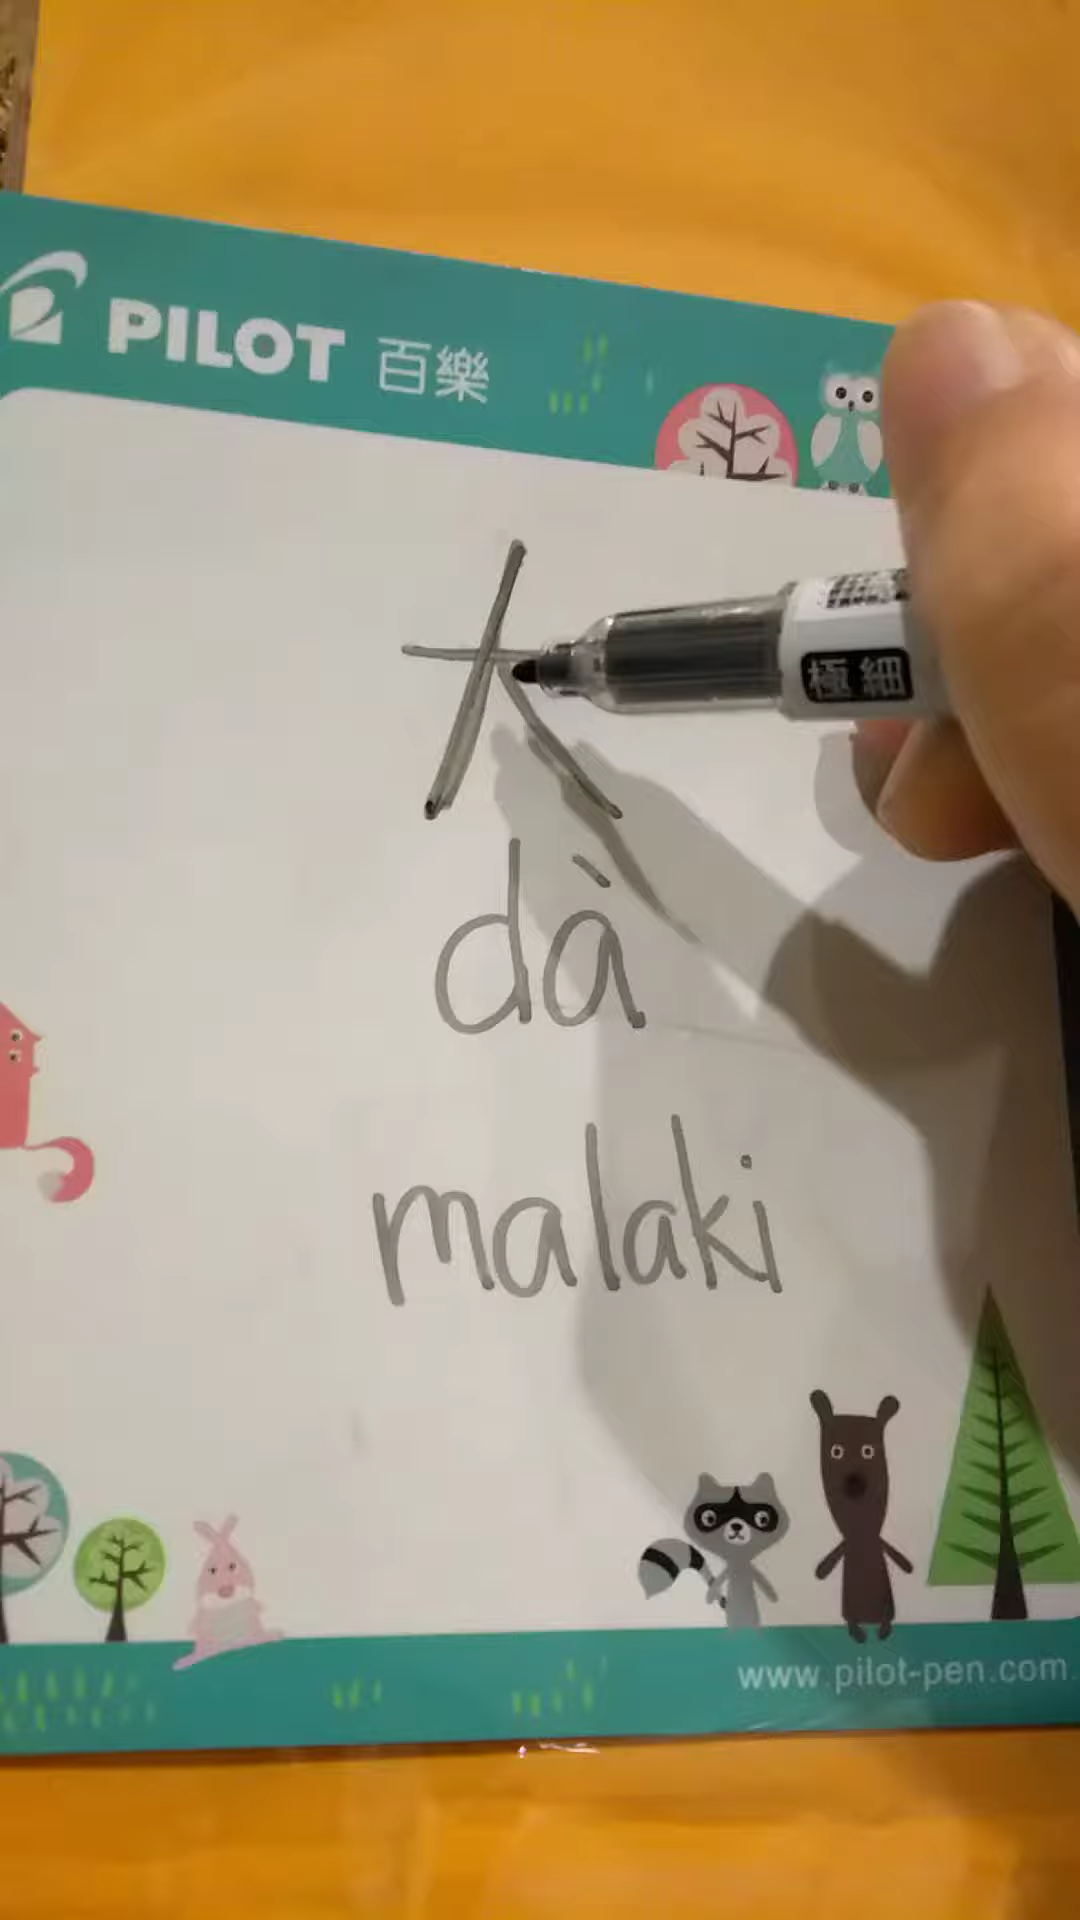 PILOT 百樂
大
極細
dà
malaki
www.pilot-pen.com